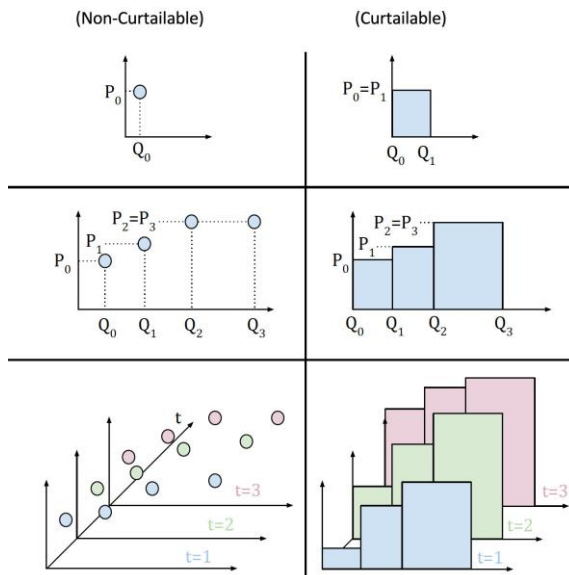 (Non-Curtailable) (Curtailable)
P₀
Q₀
P₀=P₁
Q₀ Q₁
P₂=P₃
P₁
P₀
Q₀ Q₁ Q₂ Q₃
P₂=P₃
P₁
P₀
Q₀ Q₁ Q₂ Q₃
t
t=3
t=2
t=1
t=3
t=2
t=1